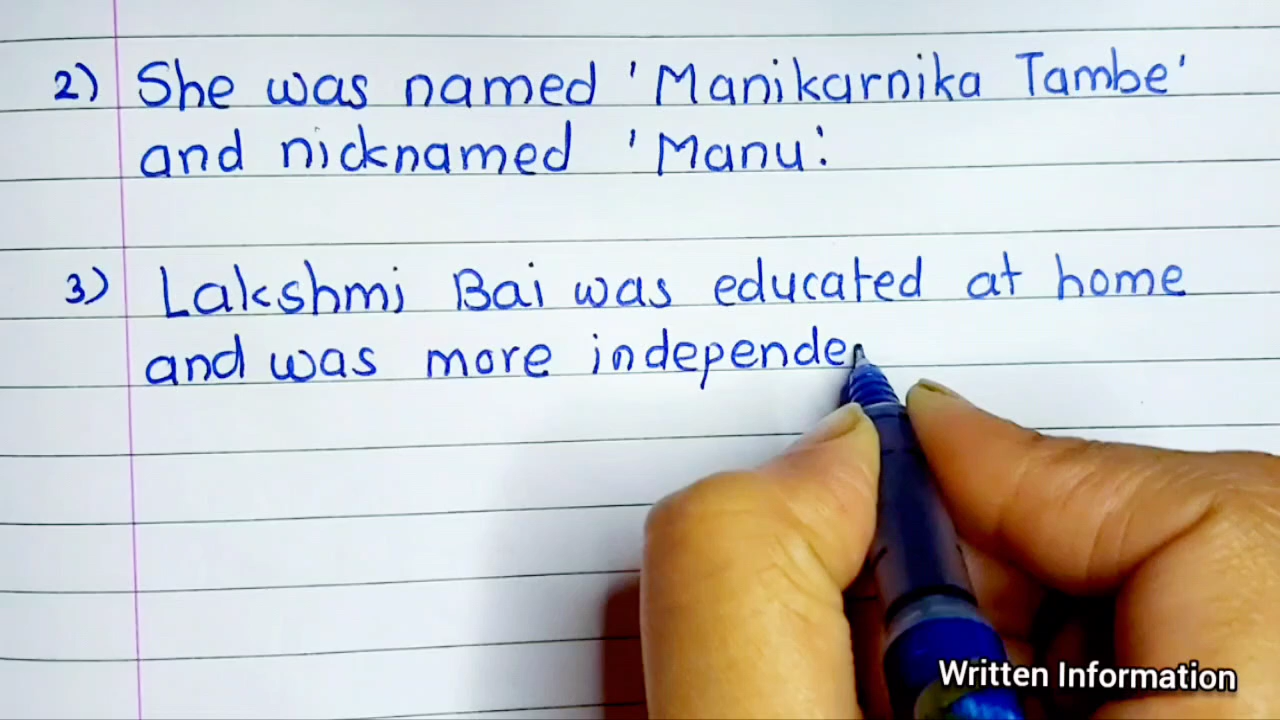 2) She was named 'Manikarnika Tambe'
and nicknamed 'Manu'.
3) Lakshmi Bai was educated at home
and was more independe
Written Information